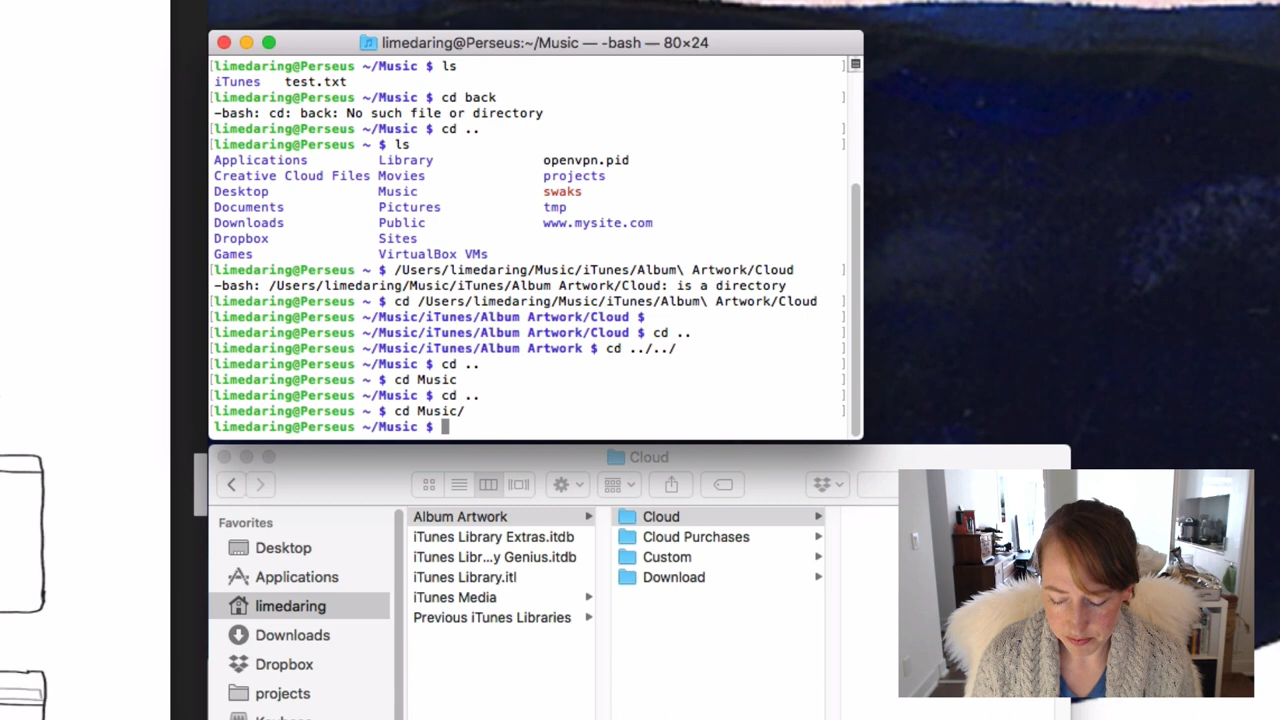 limedaring@Perseus:~/Music — -bash — 80×24
[limedaring@Perseus ~/Music $ ls ]
iTunes test.txt
[limedaring@Perseus ~/Music $ cd back ]
-bash: cd: back: No such file or directory
[limedaring@Perseus ~/Music $ cd .. ]
[limedaring@Perseus ~ $ ls ]
Applications Library openvpn.pid
Creative Cloud Files Movies projects
Desktop Music swaks
Documents Pictures tmp
Downloads Public www.mysite.com
Dropbox Sites
Games VirtualBox VMs
[limedaring@Perseus ~ $ /Users/limedaring/Music/iTunes/Album\ Artwork/Cloud ]
-bash: /Users/limedaring/Music/iTunes/Album Artwork/Cloud: is a directory
[limedaring@Perseus ~ $ cd /Users/limedaring/Music/iTunes/Album\ Artwork/Cloud ]
[limedaring@Perseus ~/Music/iTunes/Album Artwork/Cloud $ ]
[limedaring@Perseus ~/Music/iTunes/Album Artwork/Cloud $ cd .. ]
[limedaring@Perseus ~/Music/iTunes/Album Artwork $ cd ../../ ]
[limedaring@Perseus ~/Music $ cd .. ]
[limedaring@Perseus ~ $ cd Music ]
[limedaring@Perseus ~/Music $ cd .. ]
[limedaring@Perseus ~ $ cd Music/ ]
limedaring@Perseus ~/Music $
Cloud
Favorites
Desktop
Applications
limedaring
Downloads
Dropbox
projects
Album Artwork
iTunes Library Extras.itdb
iTunes Libr...y Genius.itdb
iTunes Library.itl
iTunes Media
Previous iTunes Libraries
Cloud
Cloud Purchases
Custom
Download